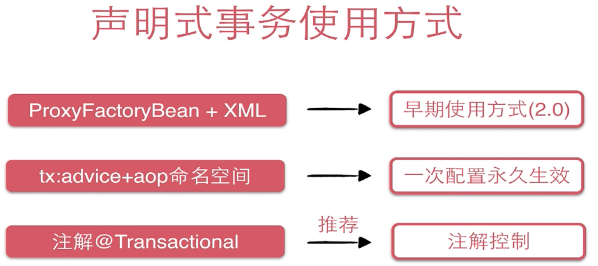 声明式事务使用方式
ProxyFactoryBean + XML
早期使用方式(2.0)
tx:advice+aop命名空间
一次配置永久生效
注解@Transactional
推荐
注解控制